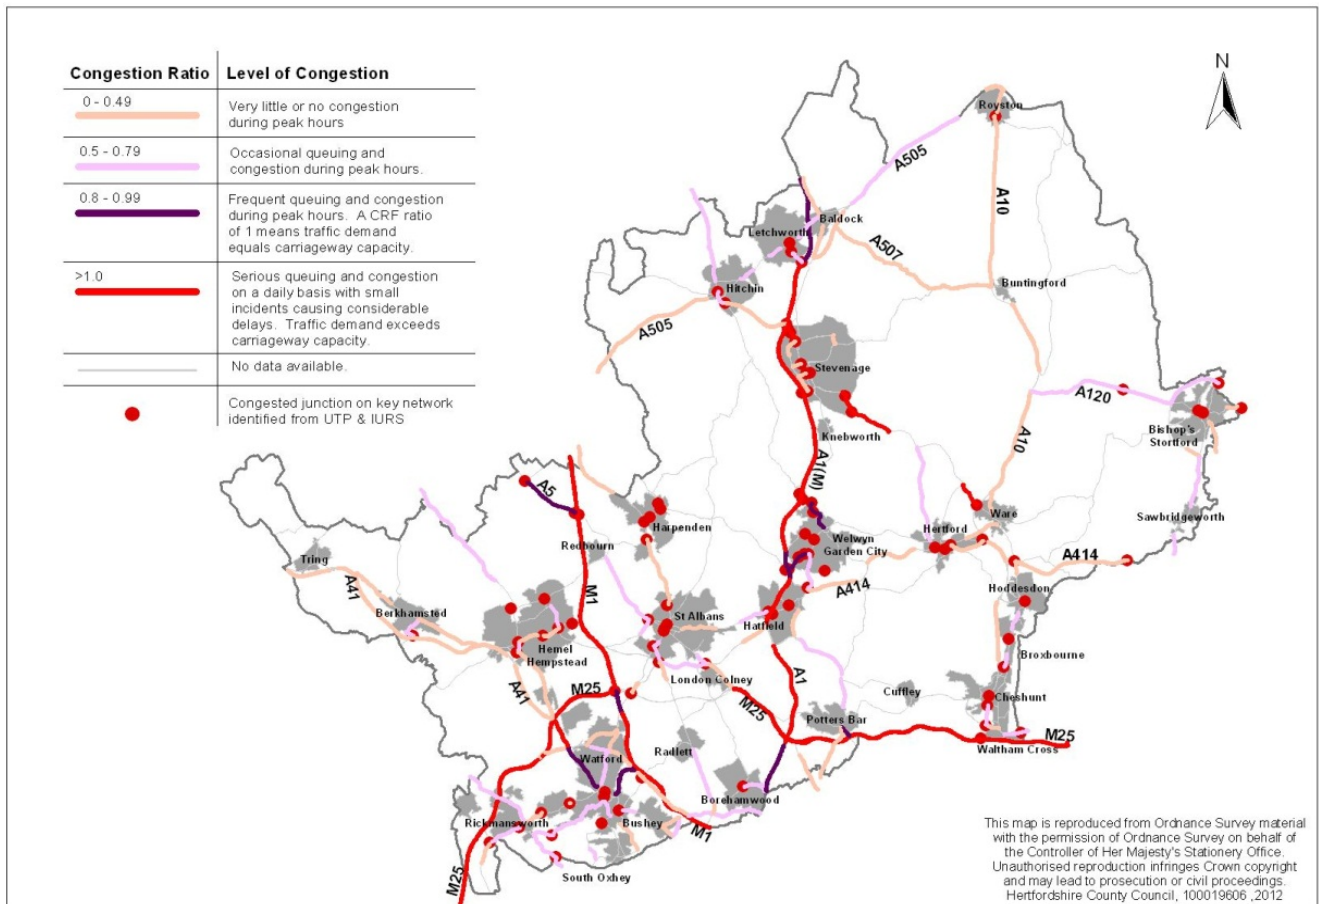 Congestion Ratio
Level of Congestion
0 - 0.49
Very little or no congestion
during peak hours
0.5 - 0.79
Occasional queuing and
congestion during peak hours.
0.8 - 0.99
Frequent queuing and congestion
during peak hours. A CRF ratio
of 1 means traffic demand
equals carriageway capacity.
>1.0
Serious queuing and congestion
on a daily basis with small
incidents causing considerable
delays. Traffic demand exceeds
carriageway capacity.
No data available.
Congested junction on key network
identified from UTP & IURS
N
Royston
A505
A10
Baldock
Letchworth
A507
Hitchin
Buntingford
A505
Stevenage
A120
Bishop's
Stortford
Knebworth
A10
A1(M)
A5
Harpenden
Ware
Sawbridgeworth
Hertford
Welwyn
Garden City
Redbourn
Tring
A414
A41
M1
A414
Hoddesdon
Berkhamsted
St Albans
Hatfield
Hemel
Hempstead
Broxbourne
London Colney
A1
Cuffley
Cheshunt
M25
A41
M25
Potters Bar
M25
Waltham Cross
Radlett
Watford
Borehamwood
Rickmansworth
Bushey
M1
South Oxhey
M25
This map is reproduced from Ordnance Survey material
with the permission of Ordnance Survey on behalf of
the Controller of Her Majesty's Stationery Office.
Unauthorised reproduction infringes Crown copyright
and may lead to prosecution or civil proceedings.
Hertfordshire County Council, 100019606 ,2012